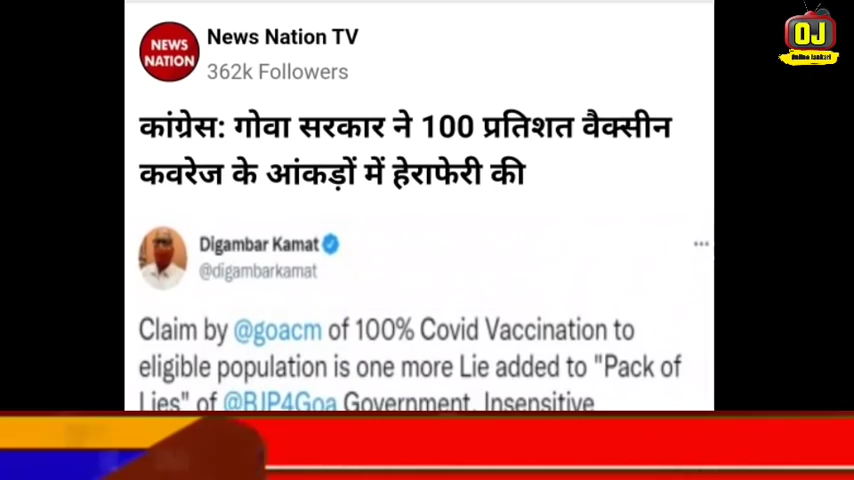 OJ
Online Jankari
NEWS
NATION
News Nation TV
362k Followers
कांग्रेस: गोवा सरकार ने 100 प्रतिशत वैक्सीन
कवरेज के आंकड़ों में हेराफेरी की
Digambar Kamat
@digambarkamat
Claim by @goacm of 100% Covid Vaccination to
eligible population is one more Lie added to "Pack of
Lies" of @BJP4Goa Government. Insensitive